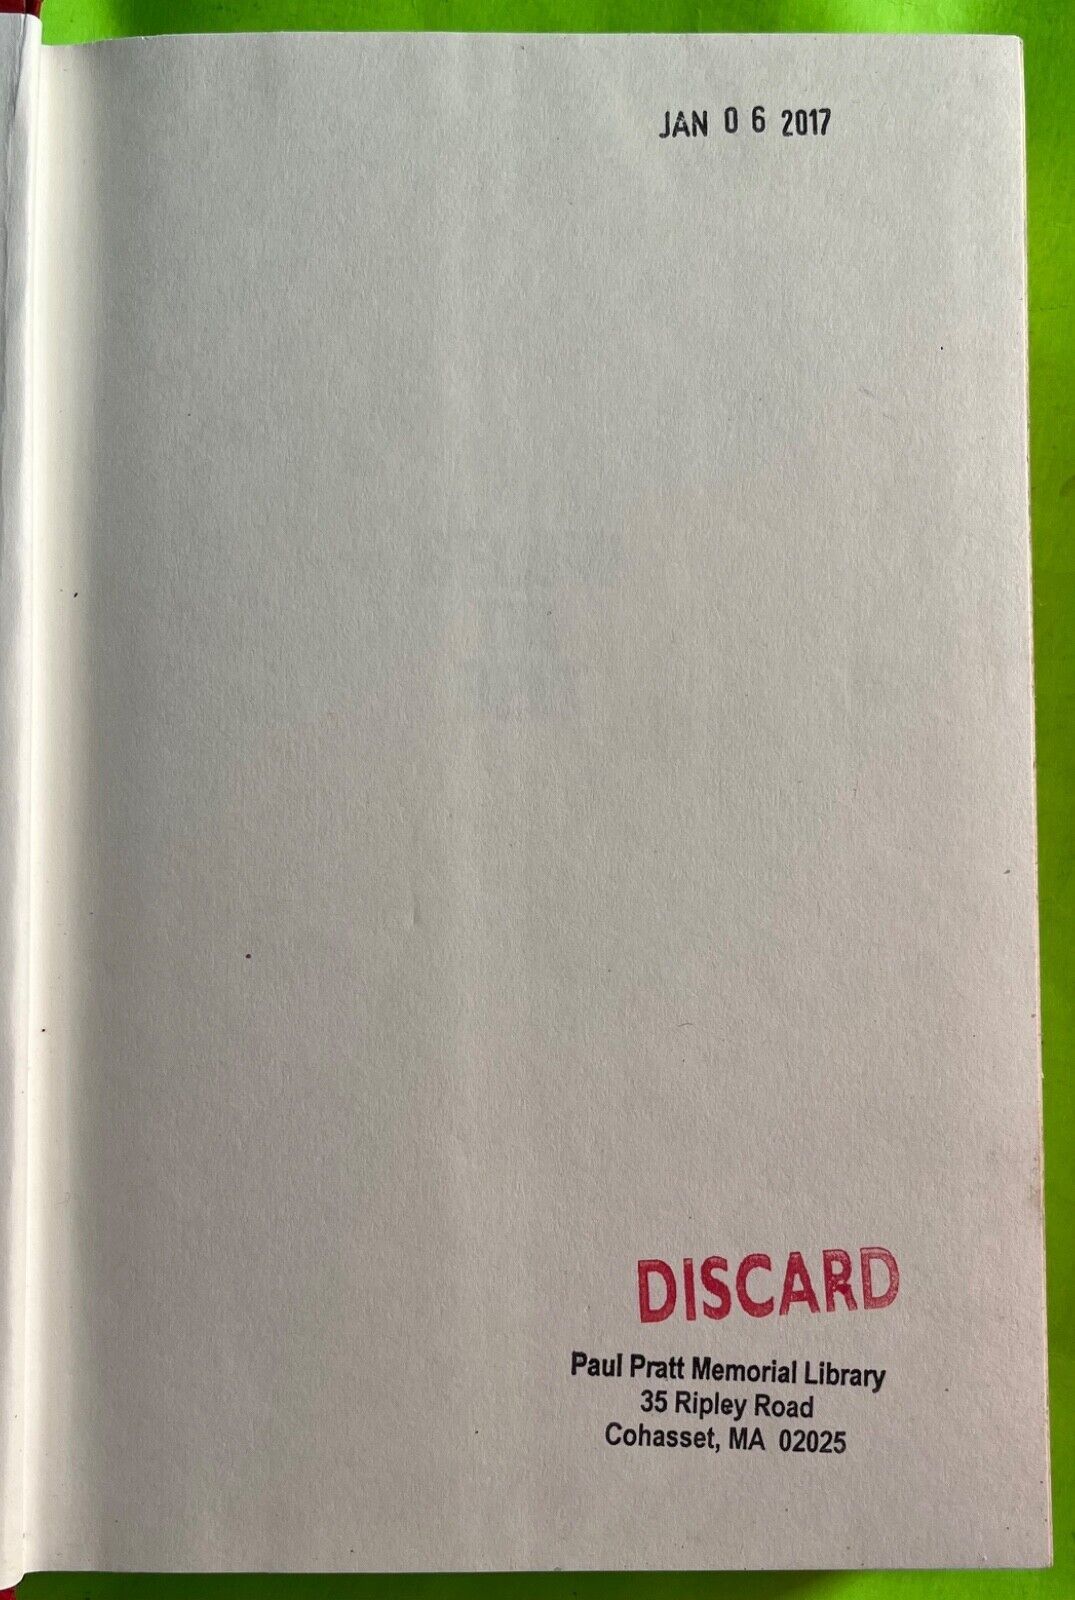 JAN 06 2017
DISCARD
Paul Pratt Memorial Library
35 Ripley Road
Cohasset, MA 02025